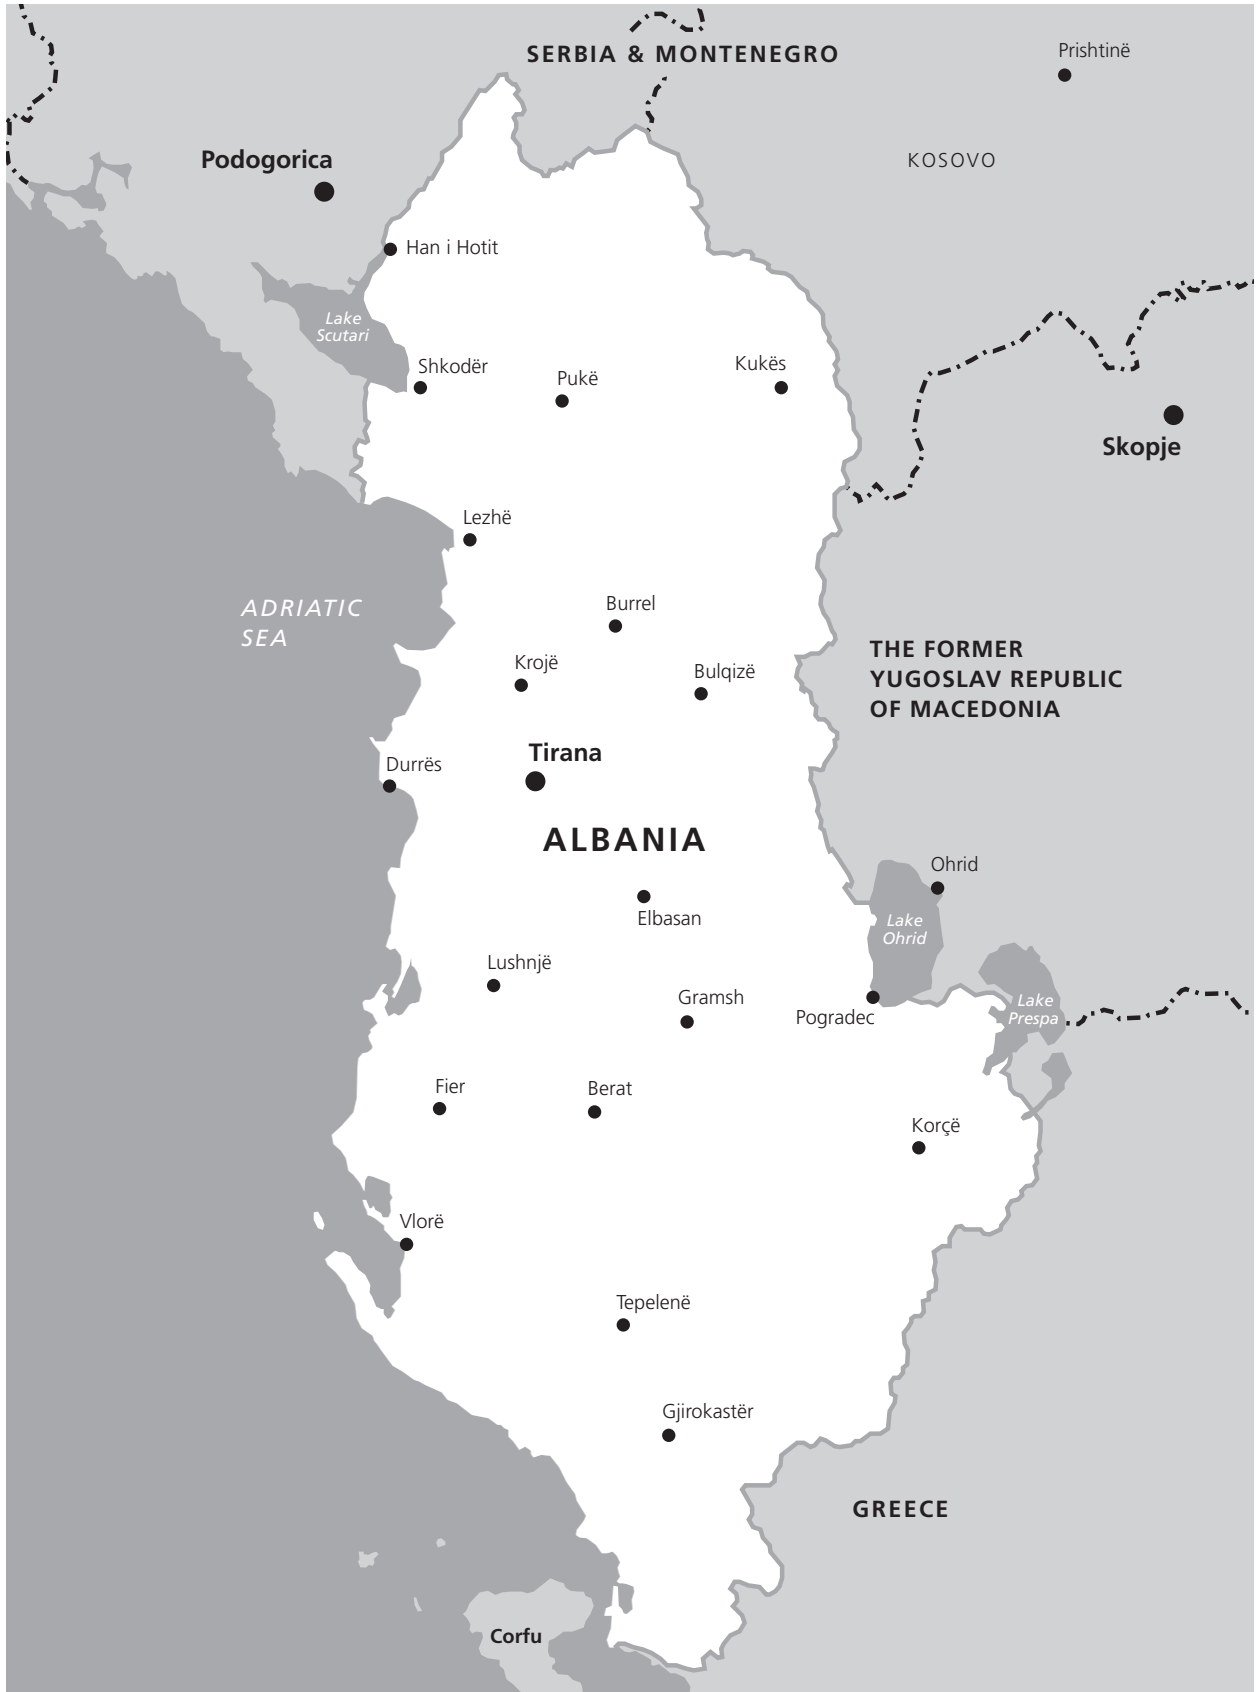 SERBIA & MONTENEGRO
Prishtinë
Podogorica
KOSOVO
Han i Hotit
Lake
Scutari
Shkodër
Pukë
Kukës
Skopje
Lezhë
ADRIATIC
SEA
Burrel
THE FORMER
YUGOSLAV REPUBLIC
OF MACEDONIA
Krojë
Bulqizë
Tirana
Durrës
ALBANIA
Ohrid
Elbasan
Lake
Ohrid
Lushnjë
Gramsh
Pogradec
Lake
Prespa
Fier
Berat
Korçë
Vlorë
Tepelenë
Gjirokastër
GREECE
Corfu